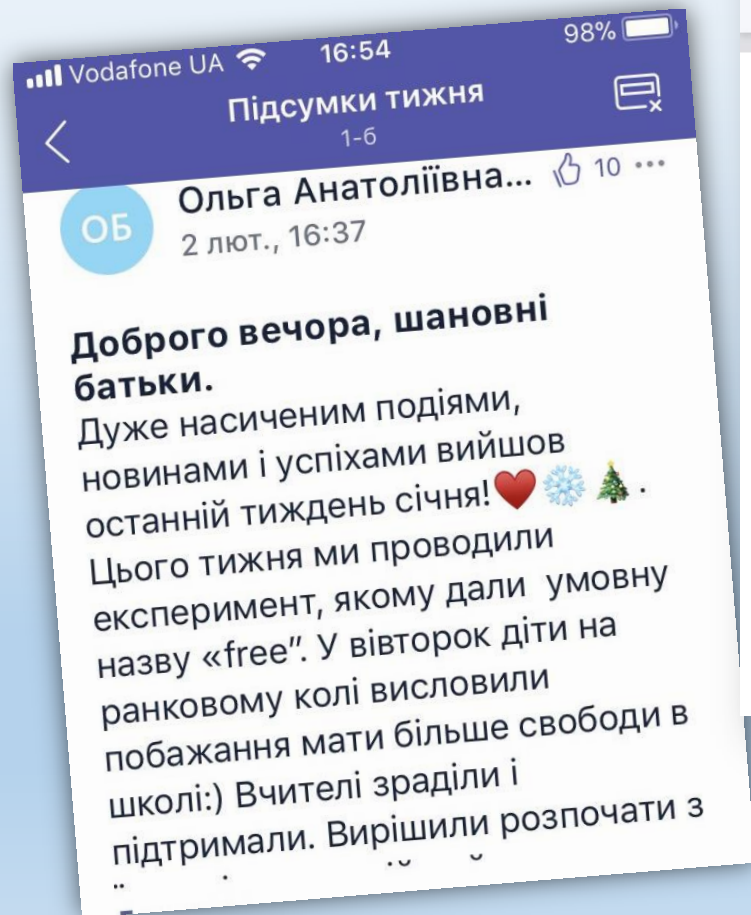 Vodafone UA 16:54 98%
Підсумки тижня
1-б
ОБ Ольга Анатоліївна... 10 •••
2 лют., 16:37
Доброго вечора, шановні
батьки.
Дуже насиченим подіями,
новинами і успіхами вийшов
останній тиждень січня!❤️❄️🎄.
Цього тижня ми проводили
експеримент, якому дали умовну
назву «free”. У вівторок діти на
ранковому колі висловили
побажання мати більше свободи в
школі:) Вчителі зраділи і
підтримали. Вирішили розпочати з